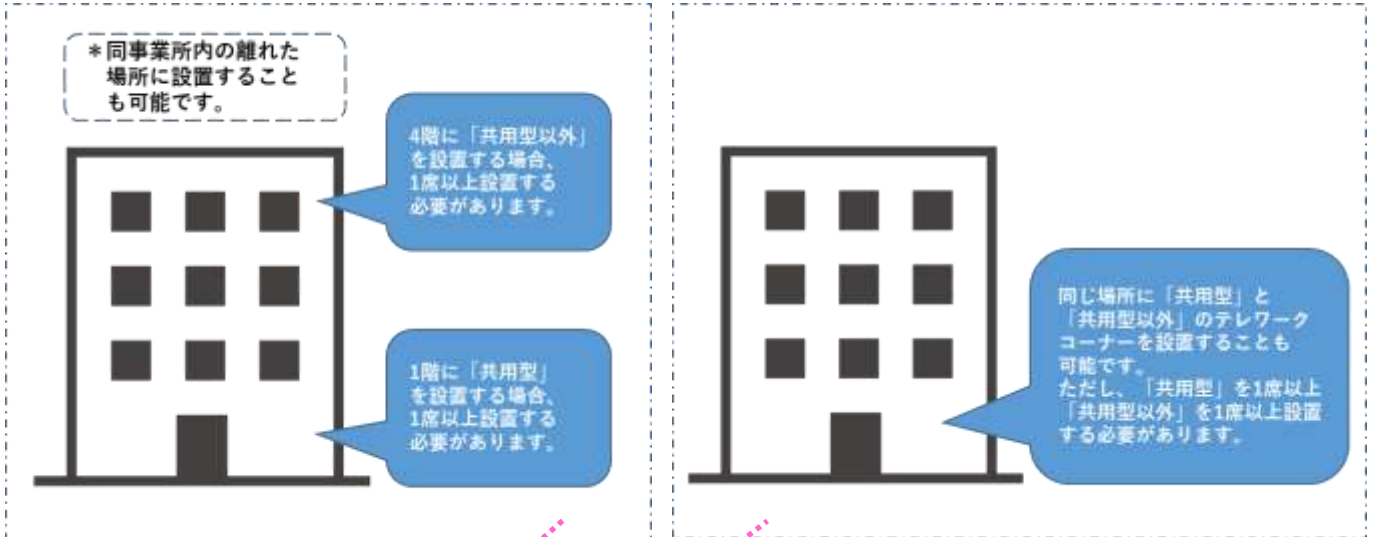 ＊同事業所内の離れた
場所に設置すること
も可能です。
4階に「共用型以外」
を設置する場合、
1席以上設置する
必要があります。
1階に「共用型」
を設置する場合、
1席以上設置する
必要があります。
同じ場所に「共用型」と
「共用型以外」のテレワーク
コーナーを設置することも
可能です。
ただし、「共用型」を1席以上
「共用型以外」を1席以上設置
する必要があります。